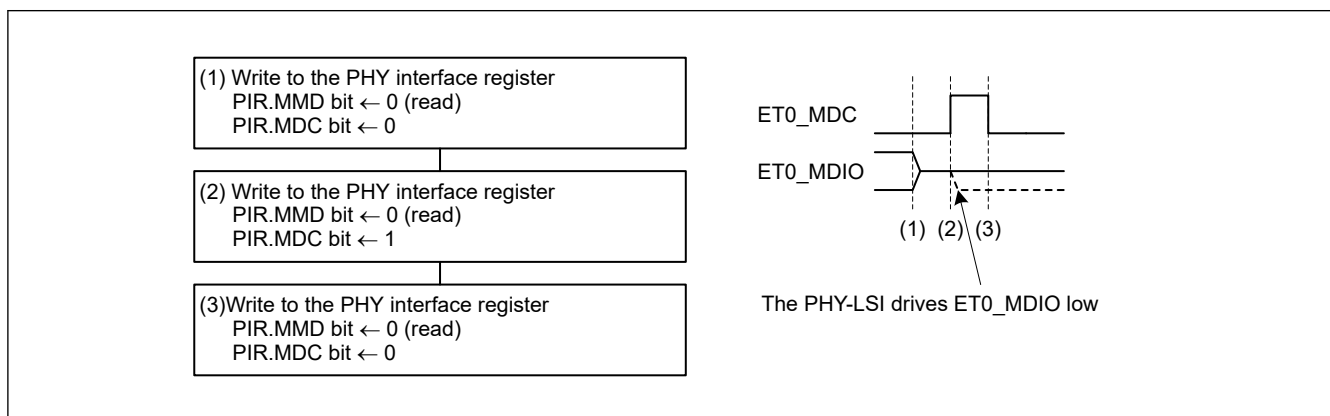 (1) Write to the PHY interface register
PIR.MMD bit ← 0 (read)
PIR.MDC bit ← 0
(2) Write to the PHY interface register
PIR.MMD bit ← 0 (read)
PIR.MDC bit ← 1
(3)Write to the PHY interface register
PIR.MMD bit ← 0 (read)
PIR.MDC bit ← 0
ET0_MDC
ET0_MDIO
(1) (2) (3)
The PHY-LSI drives ET0_MDIO low